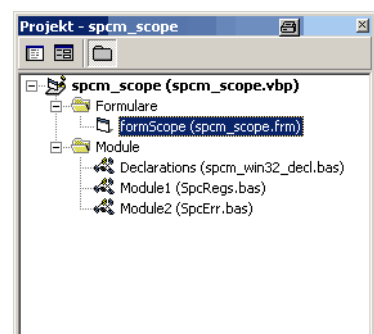 Projekt - spcm_scope
spcm_scope (spcm_scope.vbp)
Formulare
formScope (spcm_scope.frm)
Module
Declarations (spcm_win32_decl.bas)
Module1 (SpcRegs.bas)
Module2 (SpcErr.bas)